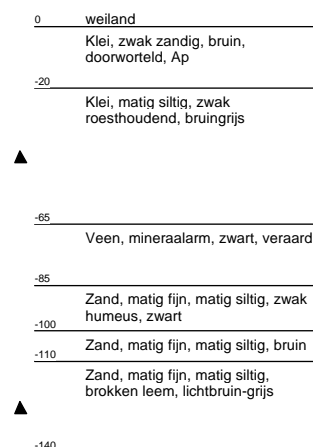 0 weiland
Klei, zwak zandig, bruin,
doorworteld, Ap
-20
Klei, matig siltig, zwak
roesthoudend, bruingrijs
-65
Veen, mineraalarm, zwart, veraard
-85
Zand, matig fijn, matig siltig, zwak
humeus, zwart
-100
Zand, matig fijn, matig siltig, bruin
-110
Zand, matig fijn, matig siltig,
brokken leem, lichtbruin-grijs
-140